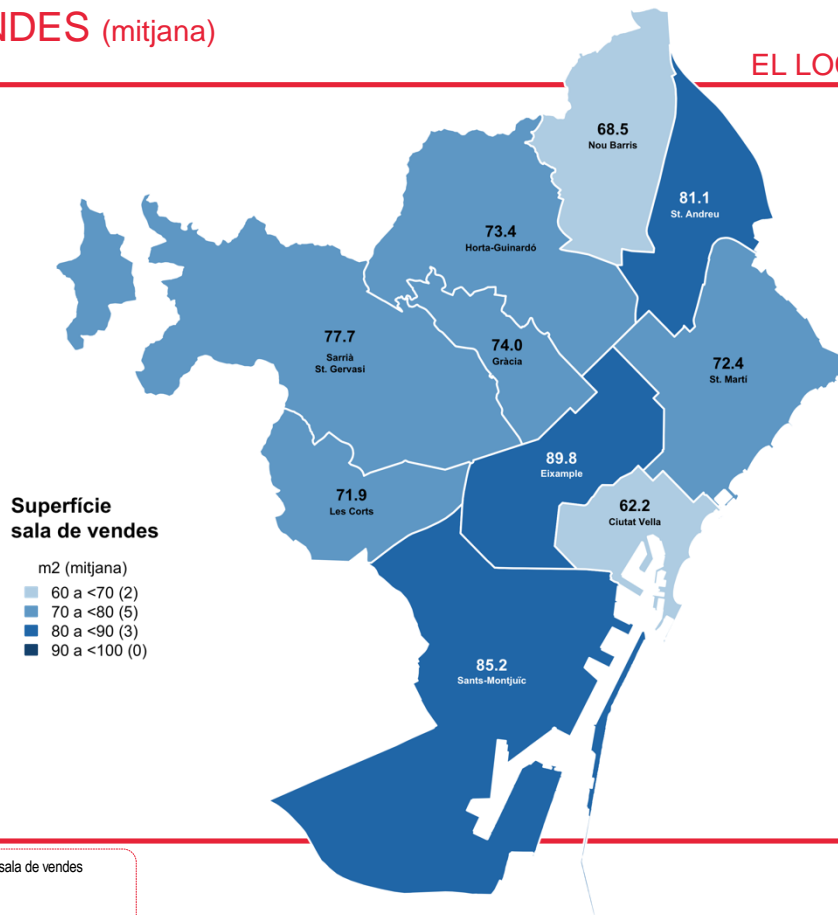 NDES (mitjana)
EL LOC
68.5
Nou Barris
81.1
St. Andreu
73.4
Horta-Guinardó
77.7
Sarrià
St. Gervasi
74.0
Gràcia
72.4
St. Martí
89.8
Eixample
71.9
Les Corts
62.2
Ciutat Vella
Superfície
sala de vendes
m2 (mitjana)
60 a <70 (2)
70 a <80 (5)
80 a <90 (3)
90 a <100 (0)
85.2
Sants-Montjuïc
sala de vendes